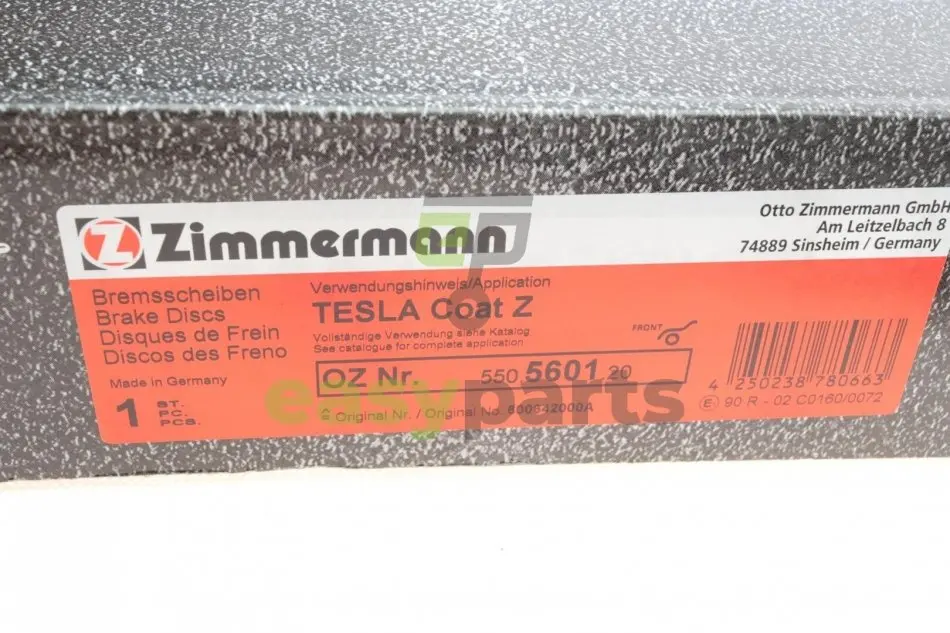 Z Zimmermann
Otto Zimmermann GmbH
Am Leitzelbach 8
74889 Sinsheim / Germany
Bremsscheiben
Brake Discs
Disques de Frein
Discos des Freno
Made in Germany
1 ST.
PC.
PCS.
Verwendungshinweis/Application
TESLA Coat Z
Vollständige Verwendung siehe Katalog
See catalogue for complete application
FRONT
OZ Nr. 550.5601.20
≙ Original Nr. / Original No. 600942000A
4 250238 780663
E 90 R - 02 C0160/0072
easyparts